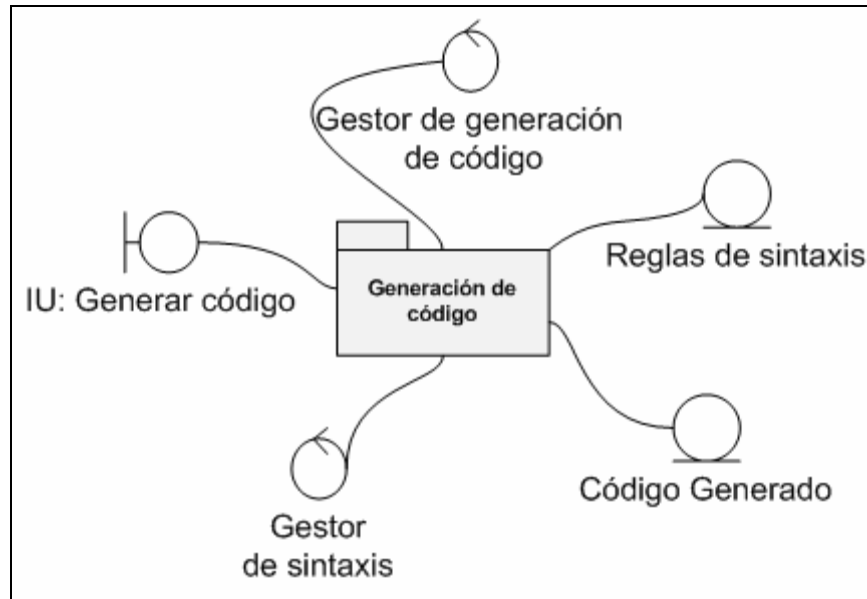 Gestor de generación
de código
Reglas de sintaxis
IU: Generar código
Generación de
código
Código Generado
Gestor
de sintaxis